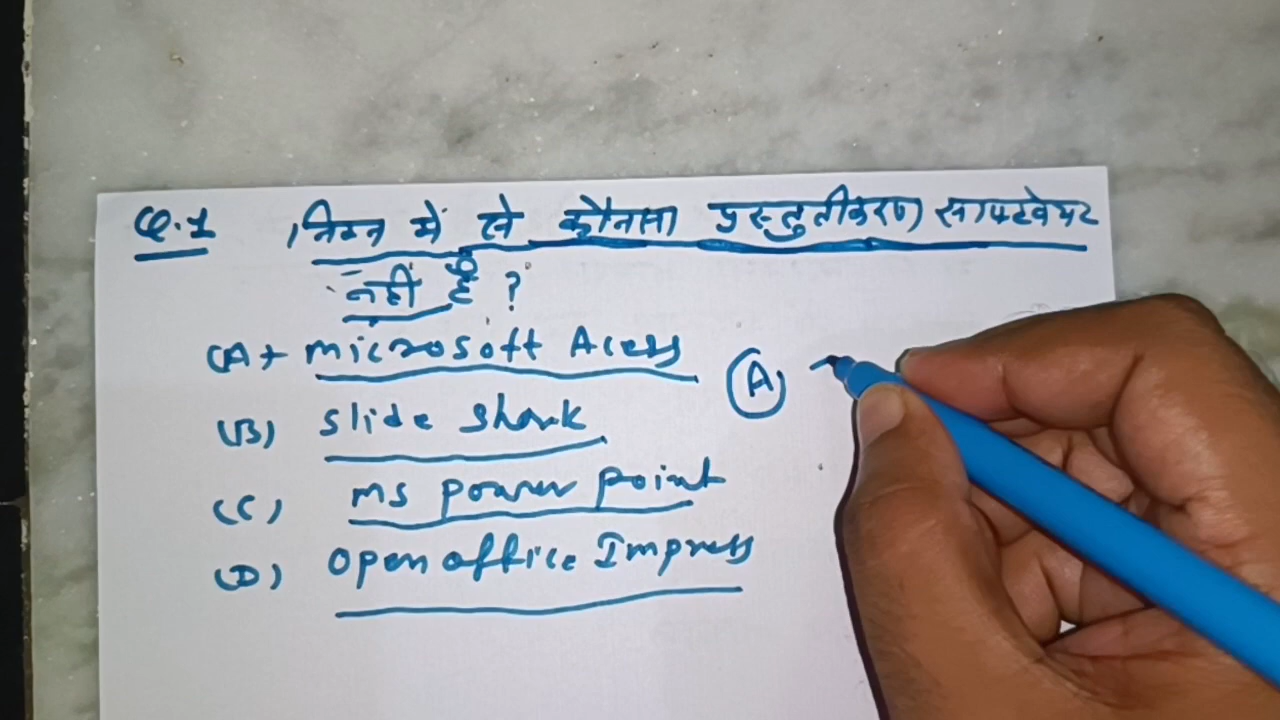 Q.1 निम्न में से कौनसा प्रस्तुतीकरण साफ्टवेयर
नहीं है ?
(A) microsoft Acess
(A)
(B) slide shark
(C) ms power point
(D) open office Impress